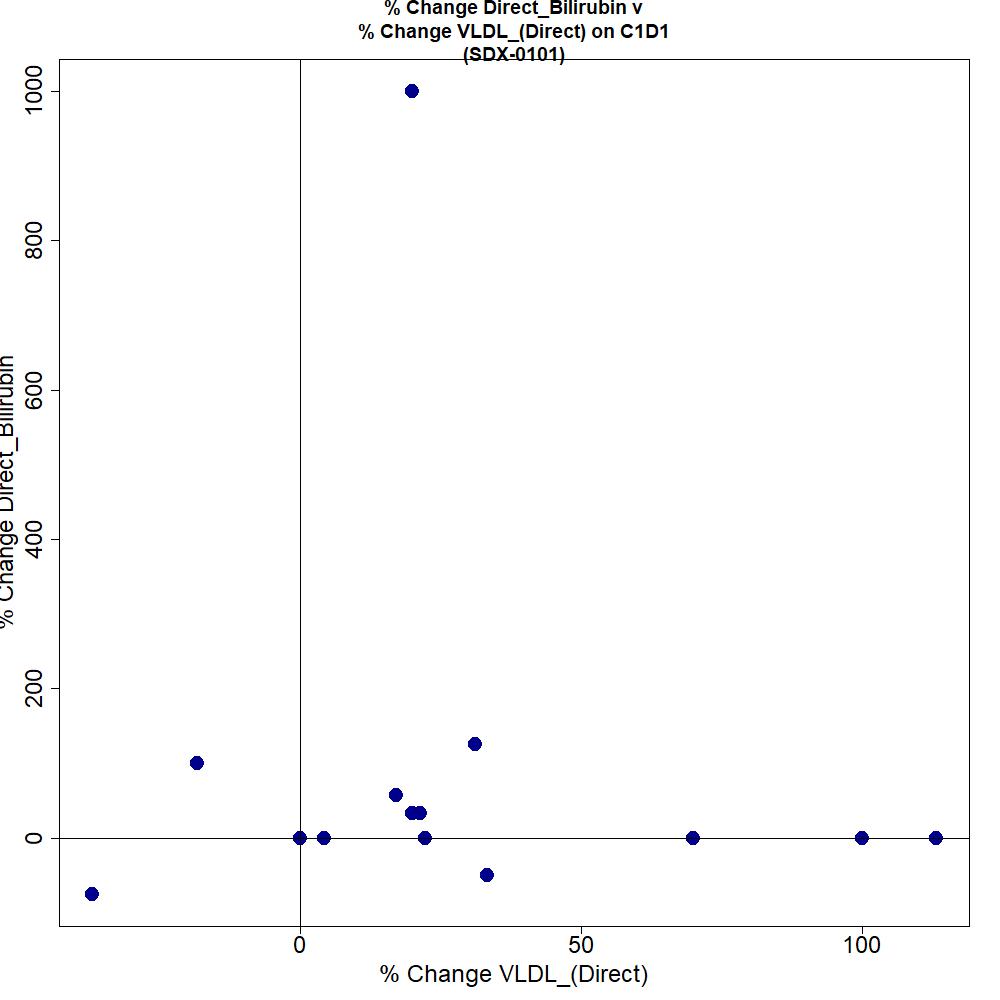 % Change Direct_Bilirubin v
% Change VLDL_(Direct) on C1D1
(SDX-0101)
% Change Direct_Bilirubin
1000
800
600
400
200
0
0
50
100
% Change VLDL_(Direct)